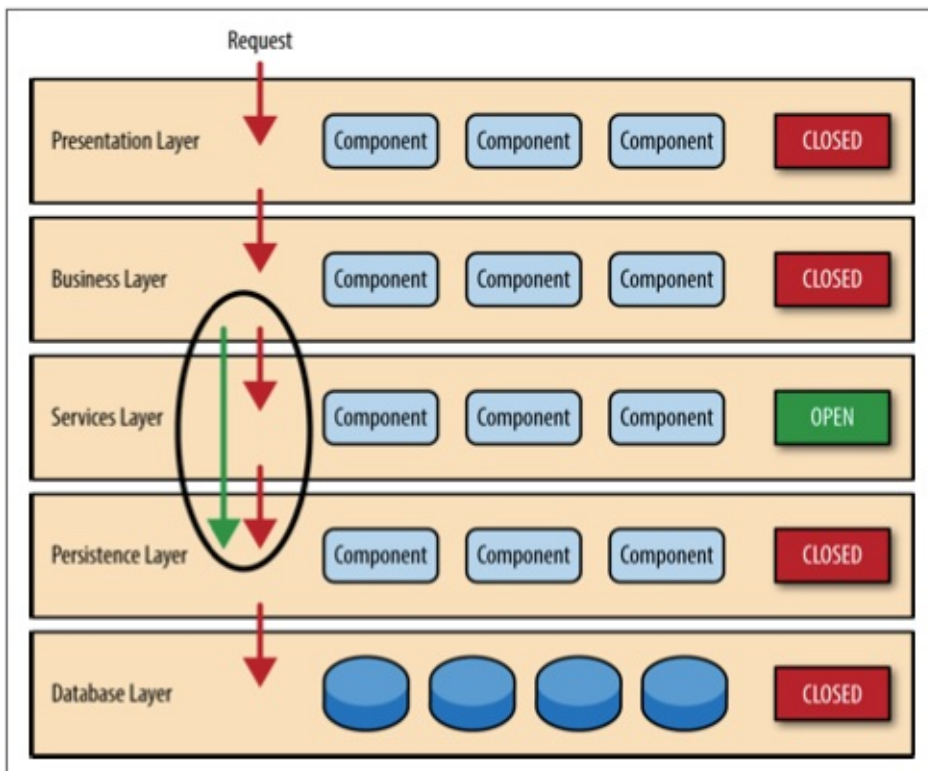 Request
Presentation Layer Component Component Component CLOSED
Business Layer Component Component Component CLOSED
Services Layer Component Component Component OPEN
Persistence Layer Component Component Component CLOSED
Database Layer CLOSED